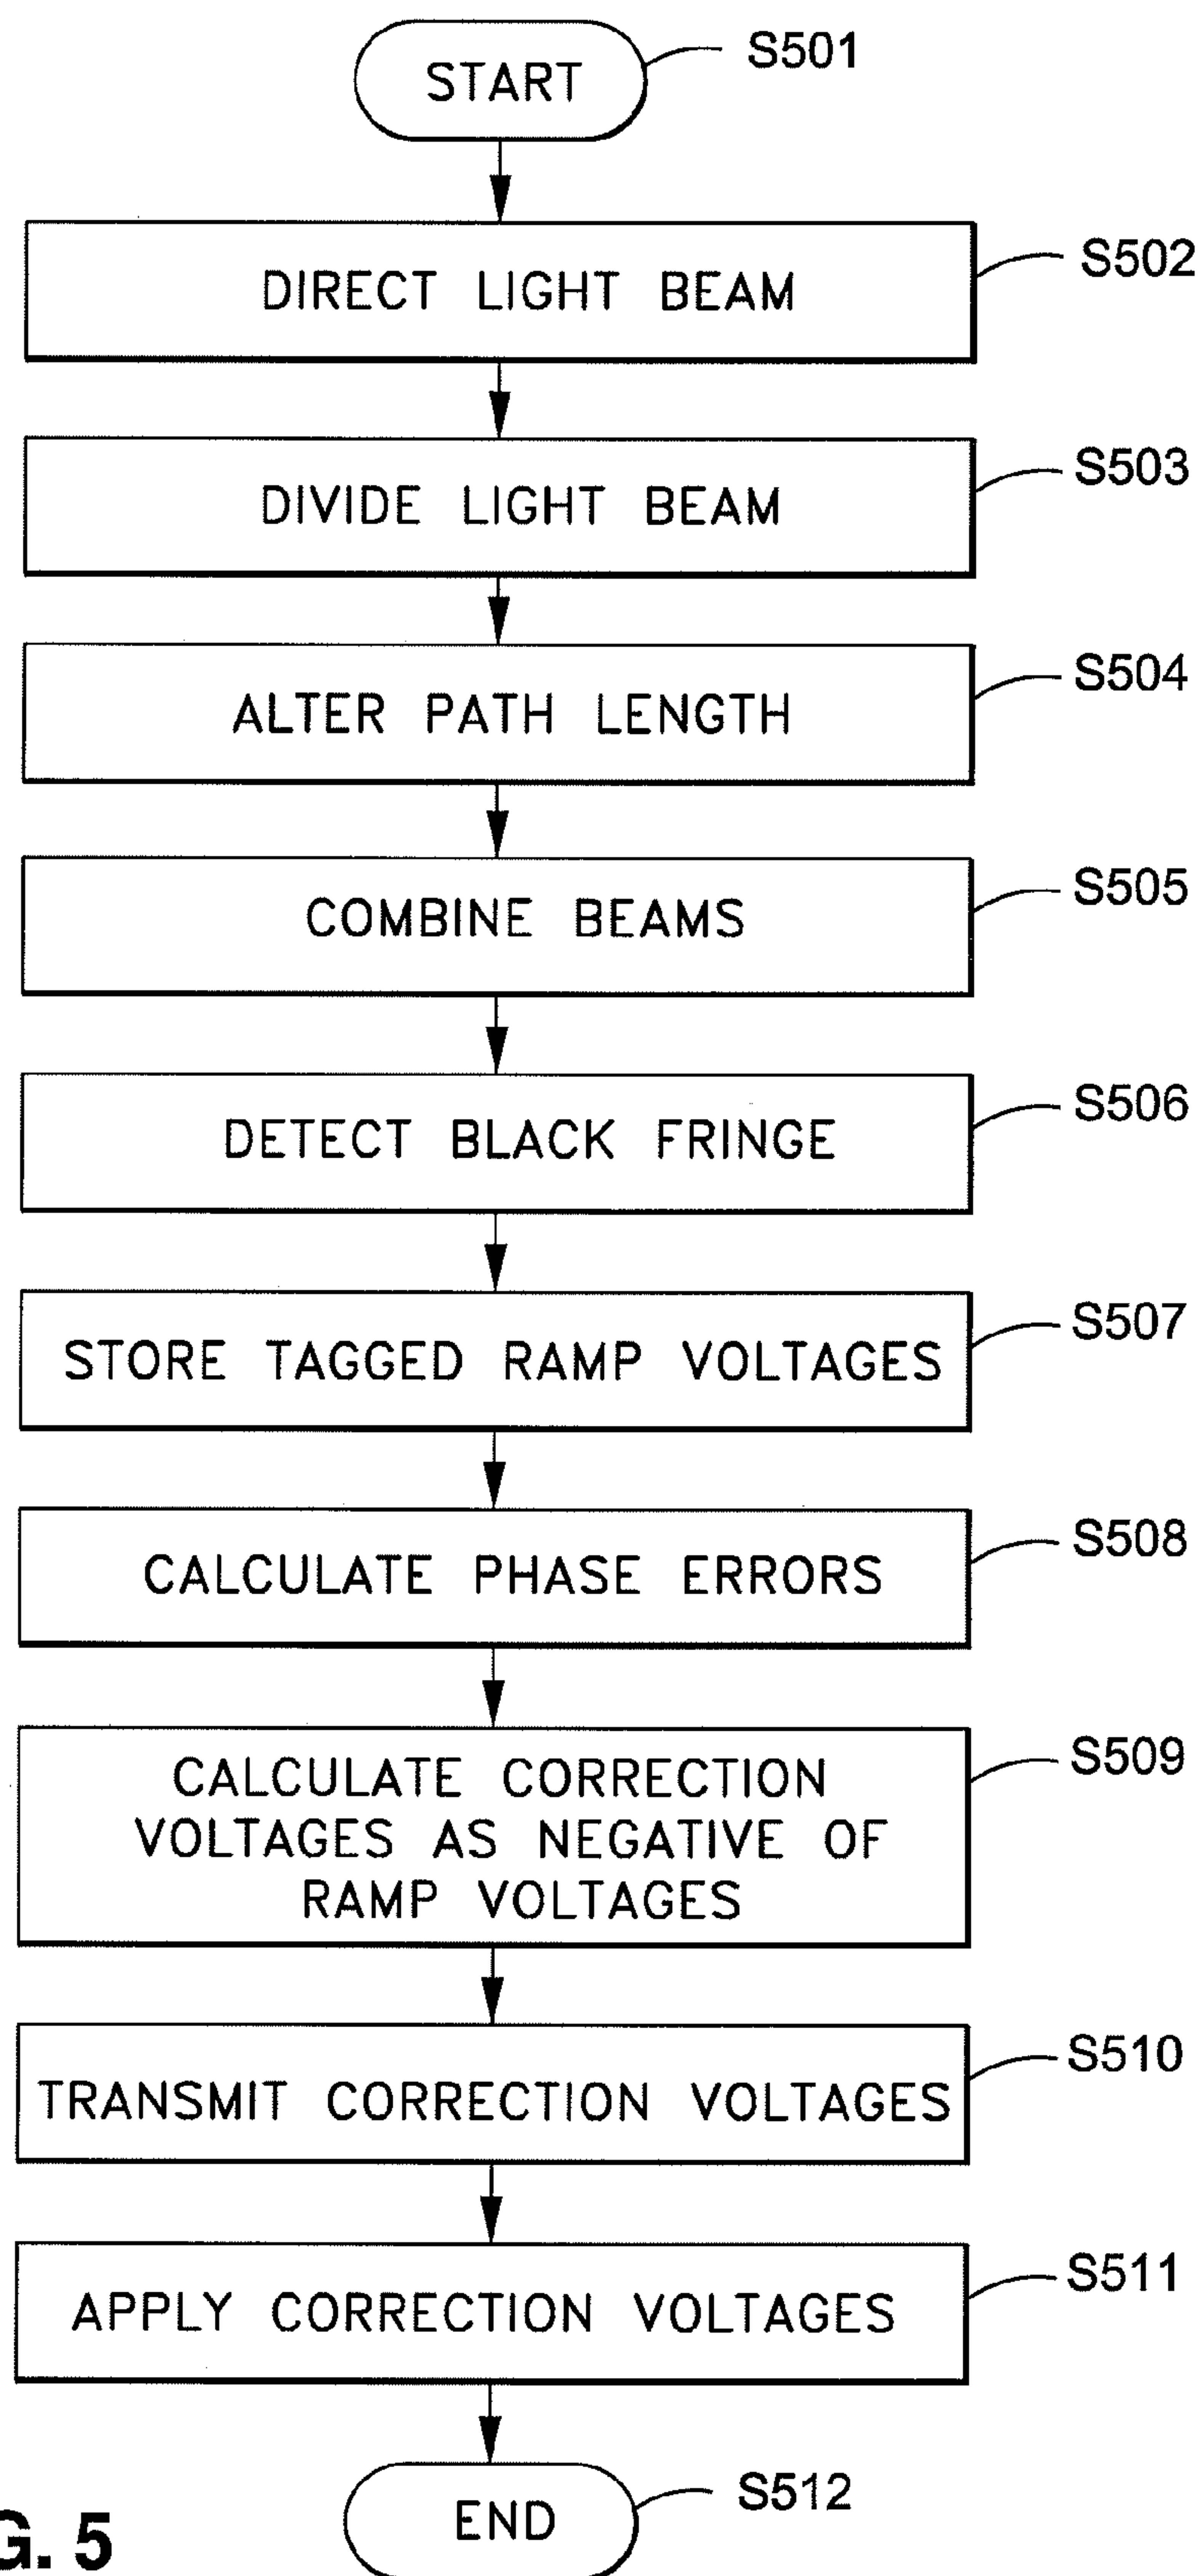 START
S501
DIRECT LIGHT BEAM
S502
DIVIDE LIGHT BEAM
S503
ALTER PATH LENGTH
S504
COMBINE BEAMS
S505
DETECT BLACK FRINGE
S506
STORE TAGGED RAMP VOLTAGES
S507
CALCULATE PHASE ERRORS
S508
CALCULATE CORRECTION
VOLTAGES AS NEGATIVE OF
RAMP VOLTAGES
S509
TRANSMIT CORRECTION VOLTAGES
S510
APPLY CORRECTION VOLTAGES
S511
END
S512
G. 5